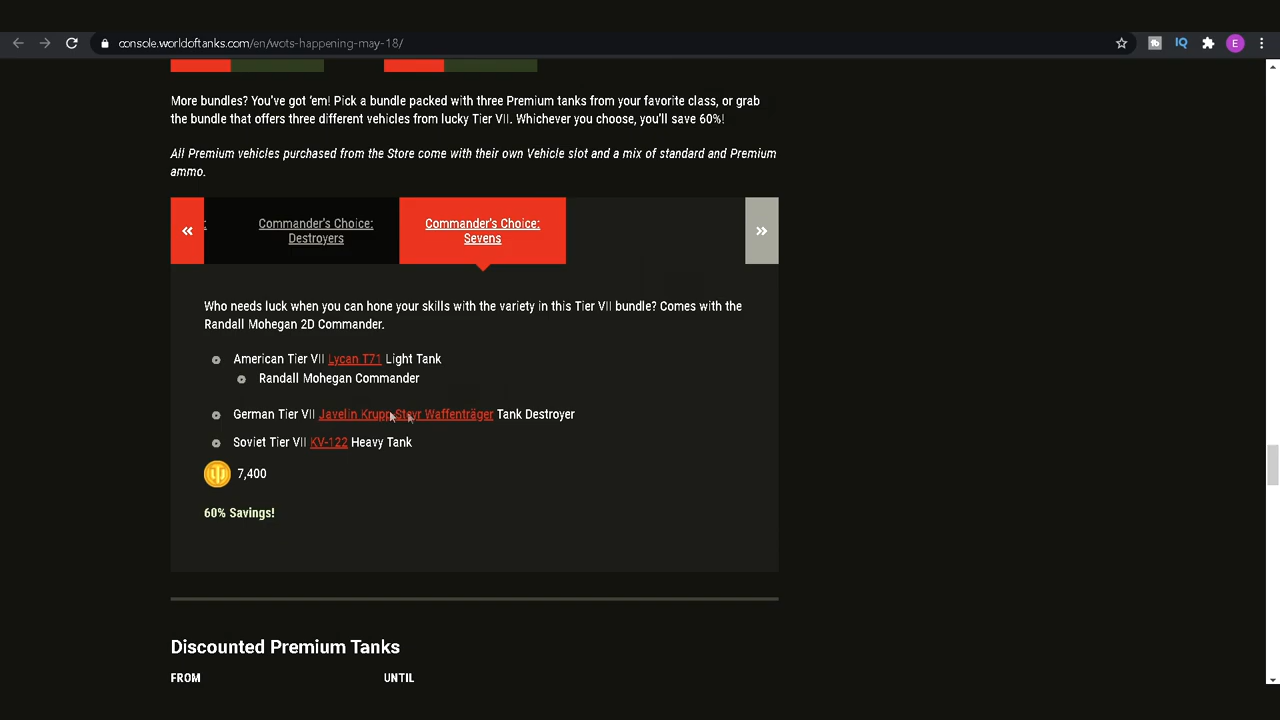 console.worldoftanks.com/en/wots-happening-may-18/
More bundles? You've got 'em! Pick a bundle packed with three Premium tanks from your favorite class, or grab
the bundle that offers three different vehicles from lucky Tier VII. Whichever you choose, you'll save 60%!
All Premium vehicles purchased from the Store come with their own Vehicle slot and a mix of standard and Premium
ammo.
Commander's Choice:
Destroyers
Commander's Choice:
Sevens
Who needs luck when you can hone your skills with the variety in this Tier VII bundle? Comes with the
Randall Mohegan 2D Commander.
American Tier VII Lycan T71 Light Tank
Randall Mohegan Commander
German Tier VII Javelin Krupp-Steyr Waffenträger Tank Destroyer
Soviet Tier VII KV-122 Heavy Tank
7,400
60% Savings!
Discounted Premium Tanks
FROM
UNTIL